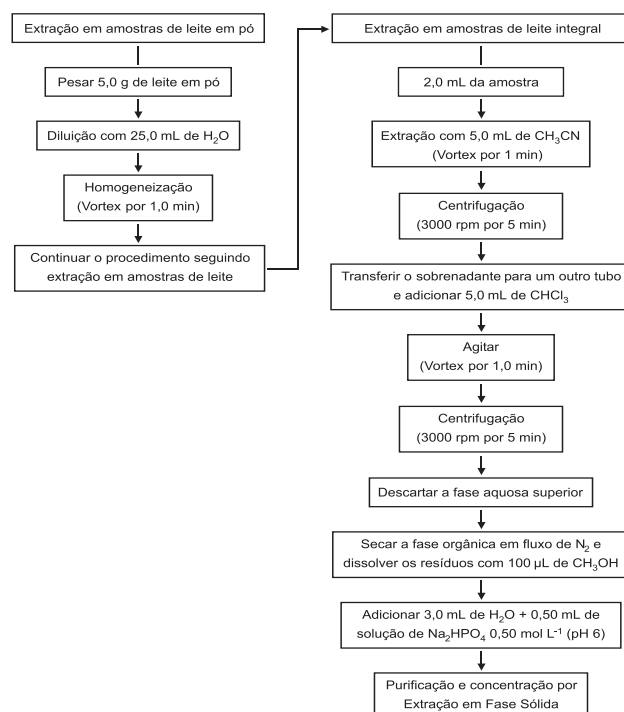 Extração em amostras de leite em pó
Pesar 5,0 g de leite em pó
Diluição com 25,0 mL de H₂O
Homogeneização
(Vortex por 1,0 min)
Continuar o procedimento seguindo
extração em amostras de leite
Extração em amostras de leite integral
2,0 mL da amostra
Extração com 5,0 mL de CH₃CN
(Vortex por 1 min)
Centrifugação
(3000 rpm por 5 min)
Transferir o sobrenadante para um outro tubo
e adicionar 5,0 mL de CHCl₃
Agitar
(Vortex por 1,0 min)
Centrifugação
(3000 rpm por 5 min)
Descartar a fase aquosa superior
Secar a fase orgânica em fluxo de N₂ e
dissolver os resíduos com 100 µL de CH₃OH
Adicionar 3,0 mL de H₂O + 0,50 mL de
solução de Na₂HPO₄ 0,50 mol L⁻¹ (pH 6)
Purificação e concentração por
Extração em Fase Sólida